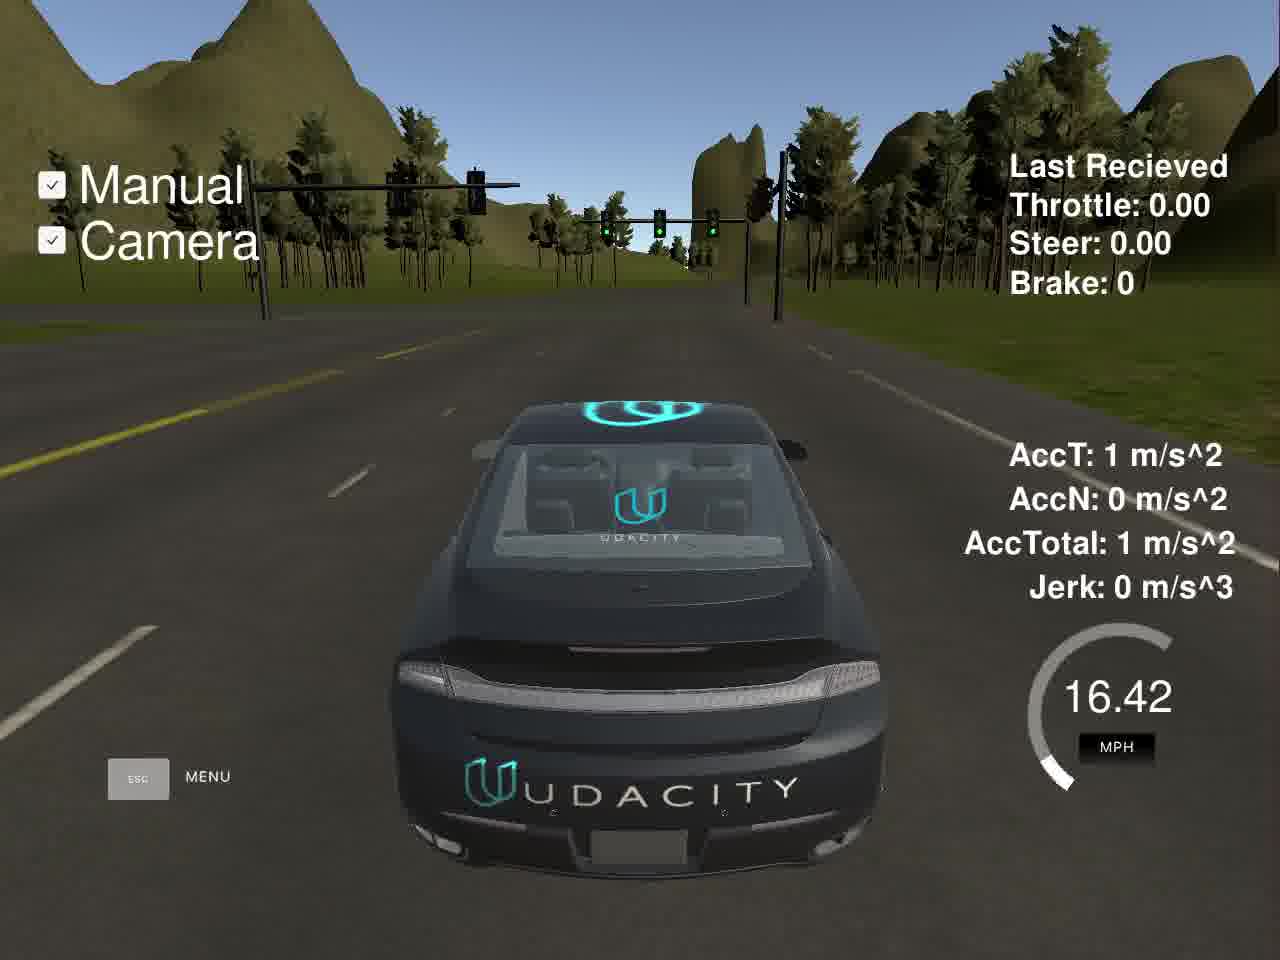 Manual
Camera
Last Recieved
Throttle: 0.00
Steer: 0.00
Brake: 0
AccT: 1 m/s^2
AccN: 0 m/s^2
AccTotal: 1 m/s^2
Jerk: 0 m/s^3
UDACITY
16.42
MPH
ESC MENU
UDACITY